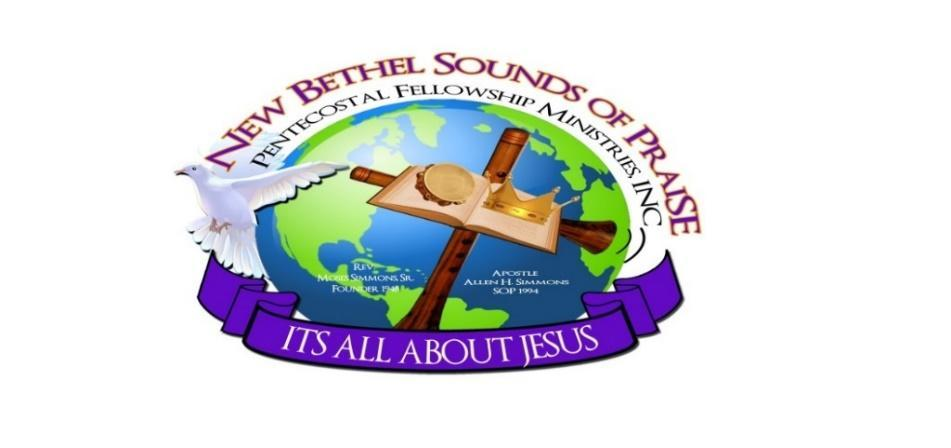 NEW BETHEL SOUNDS OF PRAISE
PENTECOSTAL FELLOWSHIP MINISTRIES, INC
REV.
MOSES SIMMONS, SR.
FOUNDER 1948
APOSTLE
ALLEN H. SIMMONS
SOP 1994
ITS ALL ABOUT JESUS